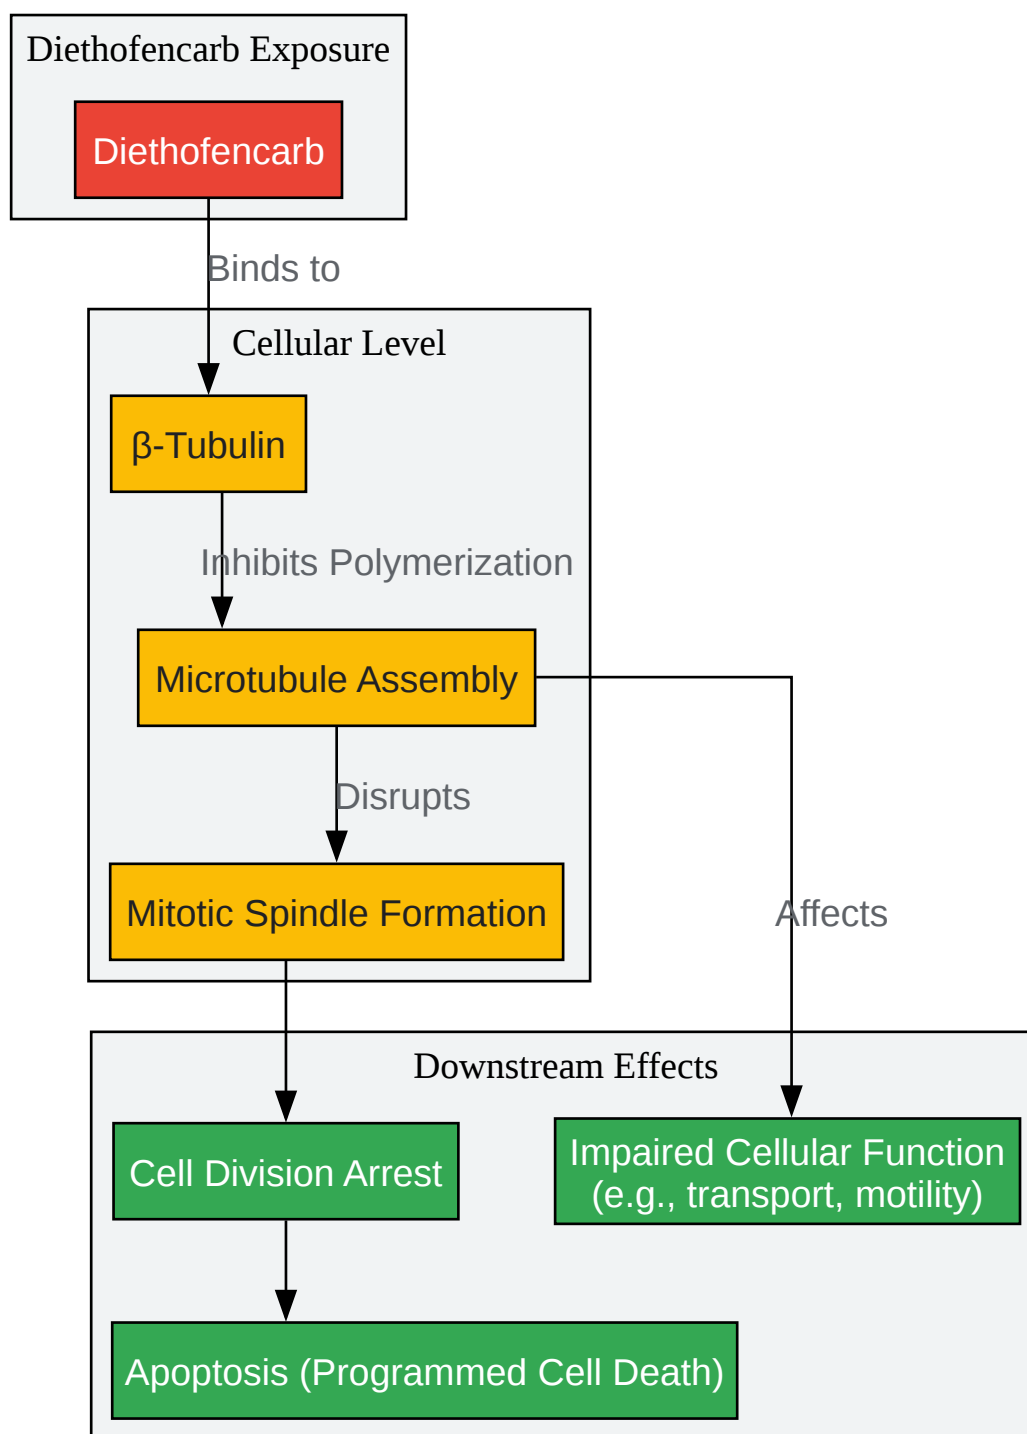 Diethofencarb Exposure
Diethofencarb
Binds to
Cellular Level
β-Tubulin
Inhibits Polymerization
Microtubule Assembly
Disrupts
Mitotic Spindle Formation
Affects
Downstream Effects
Cell Division Arrest
Impaired Cellular Function
(e.g., transport, motility)
Apoptosis (Programmed Cell Death)